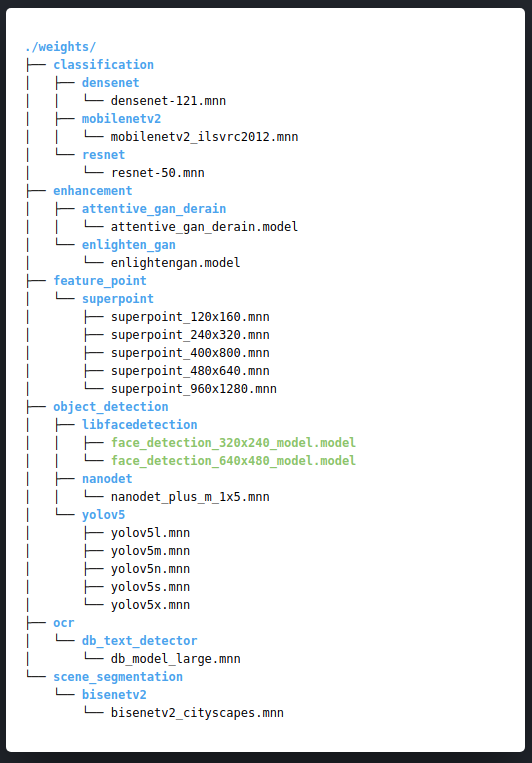 ./weights/
├── classification
│   ├── densenet
│   │   └── densenet-121.mnn
│   ├── mobilenetv2
│   │   └── mobilenetv2_ilsvrc2012.mnn
│   └── resnet
│       └── resnet-50.mnn
├── enhancement
│   ├── attentive_gan_derain
│   │   └── attentive_gan_derain.model
│   └── enlighten_gan
│       └── enlightengan.model
├── feature_point
│   └── superpoint
│       ├── superpoint_120x160.mnn
│       ├── superpoint_240x320.mnn
│       ├── superpoint_400x800.mnn
│       ├── superpoint_480x640.mnn
│       └── superpoint_960x1280.mnn
├── object_detection
│   ├── libfacedetection
│   │   ├── face_detection_320x240_model.model
│   │   └── face_detection_640x480_model.model
│   ├── nanodet
│   │   └── nanodet_plus_m_1x5.mnn
│   └── yolov5
│       ├── yolov5l.mnn
│       ├── yolov5m.mnn
│       ├── yolov5n.mnn
│       ├── yolov5s.mnn
│       └── yolov5x.mnn
├── ocr
│   └── db_text_detector
│       └── db_model_large.mnn
└── scene_segmentation
    └── bisenetv2
        └── bisenetv2_cityscapes.mnn